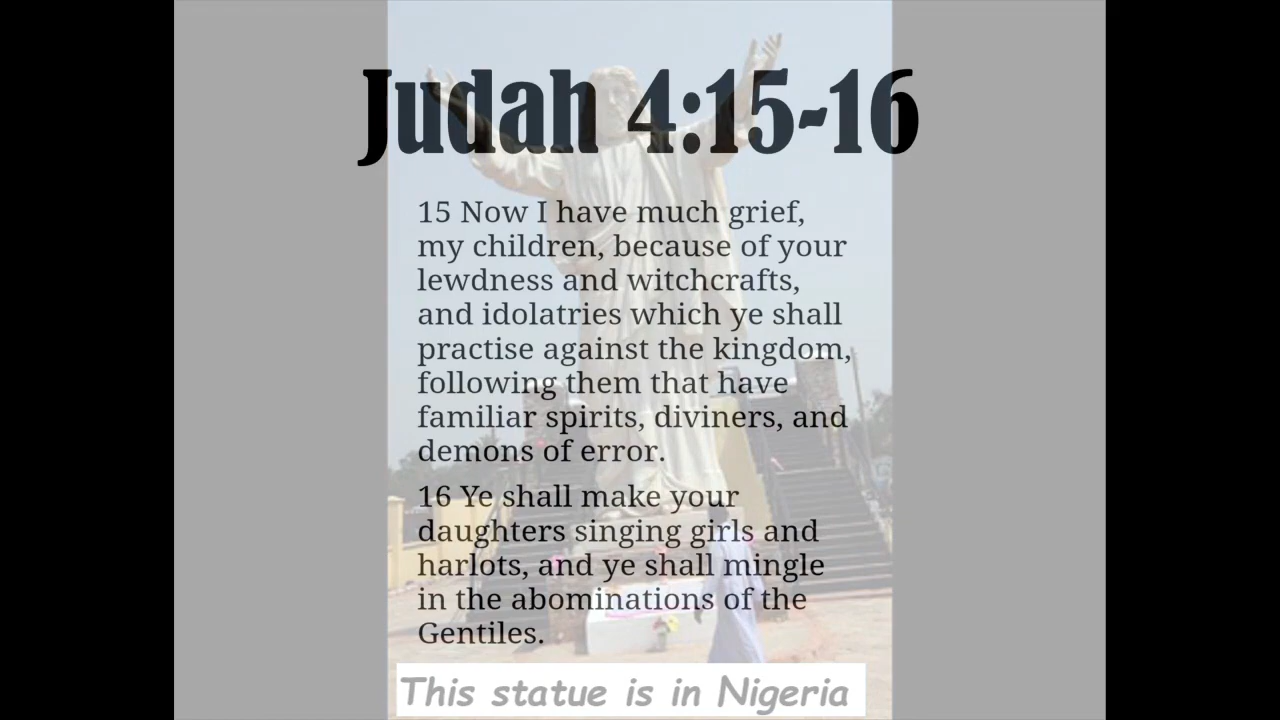 Judah 4:15-16
15 Now I have much grief,
my children, because of your
lewdness and witchcrafts,
and idolatries which ye shall
practise against the kingdom,
following them that have
familiar spirits, diviners, and
demons of error.
16 Ye shall make your
daughters singing girls and
harlots, and ye shall mingle
in the abominations of the
Gentiles.
This statue is in Nigeria